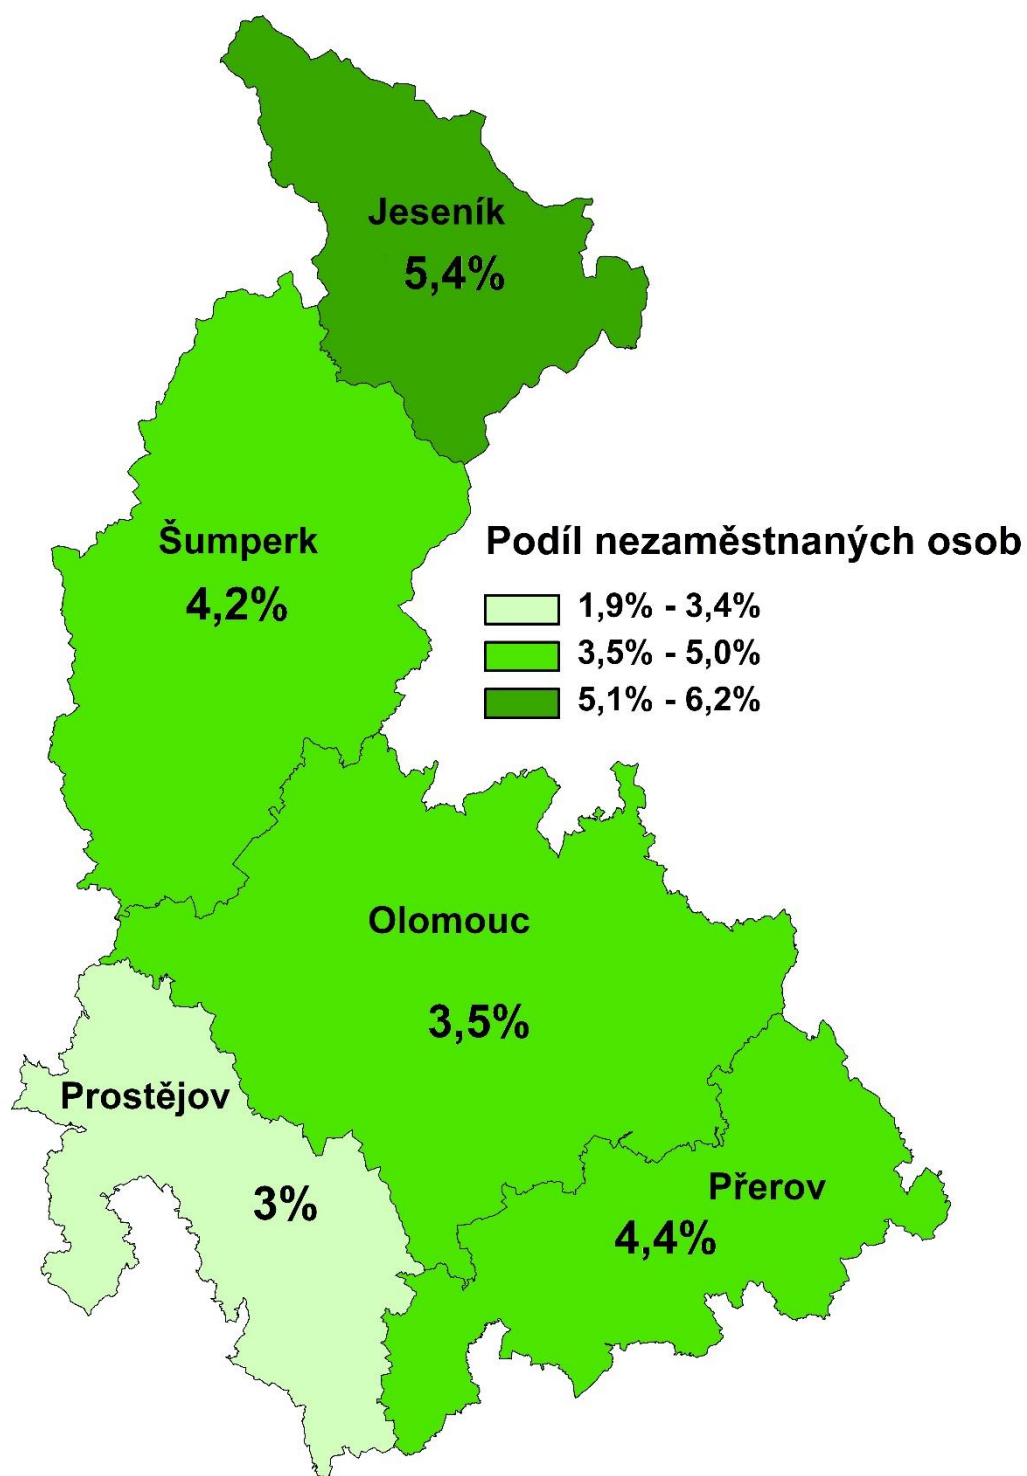 Jeseník
5,4%
Šumperk
4,2%
Podíl nezaměstnaných osob
1,9% - 3,4%
3,5% - 5,0%
5,1% - 6,2%
Olomouc
3,5%
Prostějov
3%
Přerov
4,4%